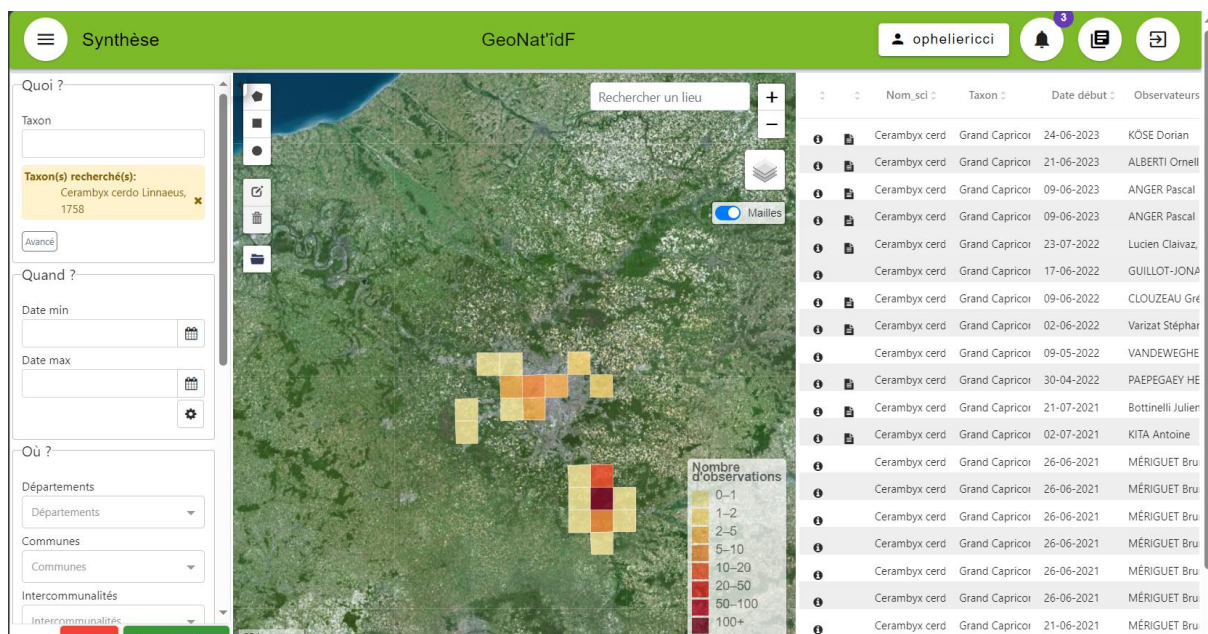 Synthèse
GeoNat'îdF
opheliericci
3
Quoi ?
Taxon
Taxon(s) recherché(s):
Cerambyx cerdo Linnaeus,
1758
Avancé
Quand ?
Date min
Date max
Où ?
Départements
Départements
Communes
Communes
Intercommunalités
Intercommunalités
Rechercher un lieu
+
−
Mailles
Nombre
d'observations
0–1
1–2
2–5
5–10
10–20
20–50
50–100
100+
Nom_sci Taxon Date début Observateurs
Cerambyx cerd Grand Capricor 24-06-2023 KÖSE Dorian
Cerambyx cerd Grand Capricor 21-06-2023 ALBERTI Ornell
Cerambyx cerd Grand Capricor 09-06-2023 ANGER Pascal
Cerambyx cerd Grand Capricor 09-06-2023 ANGER Pascal
Cerambyx cerd Grand Capricor 23-07-2022 Lucien Claivaz,
Cerambyx cerd Grand Capricor 17-06-2022 GUILLOT-JONA
Cerambyx cerd Grand Capricor 09-06-2022 CLOUZEAU Gré
Cerambyx cerd Grand Capricor 02-06-2022 Varizat Stéphan
Cerambyx cerd Grand Capricor 09-05-2022 VANDEWEGHE
Cerambyx cerd Grand Capricor 30-04-2022 PAEPEGAEY HE
Cerambyx cerd Grand Capricor 21-07-2021 Bottinelli Julien
Cerambyx cerd Grand Capricor 02-07-2021 KITA Antoine
Cerambyx cerd Grand Capricor 26-06-2021 MÉRIGUET Bru
Cerambyx cerd Grand Capricor 26-06-2021 MÉRIGUET Bru
Cerambyx cerd Grand Capricor 26-06-2021 MÉRIGUET Bru
Cerambyx cerd Grand Capricor 26-06-2021 MÉRIGUET Bru
Cerambyx cerd Grand Capricor 26-06-2021 MÉRIGUET Bru
Cerambyx cerd Grand Capricor 26-06-2021 MÉRIGUET Bru
Cerambyx cerd Grand Capricor 21-06-2021 MÉRIGUET Bru